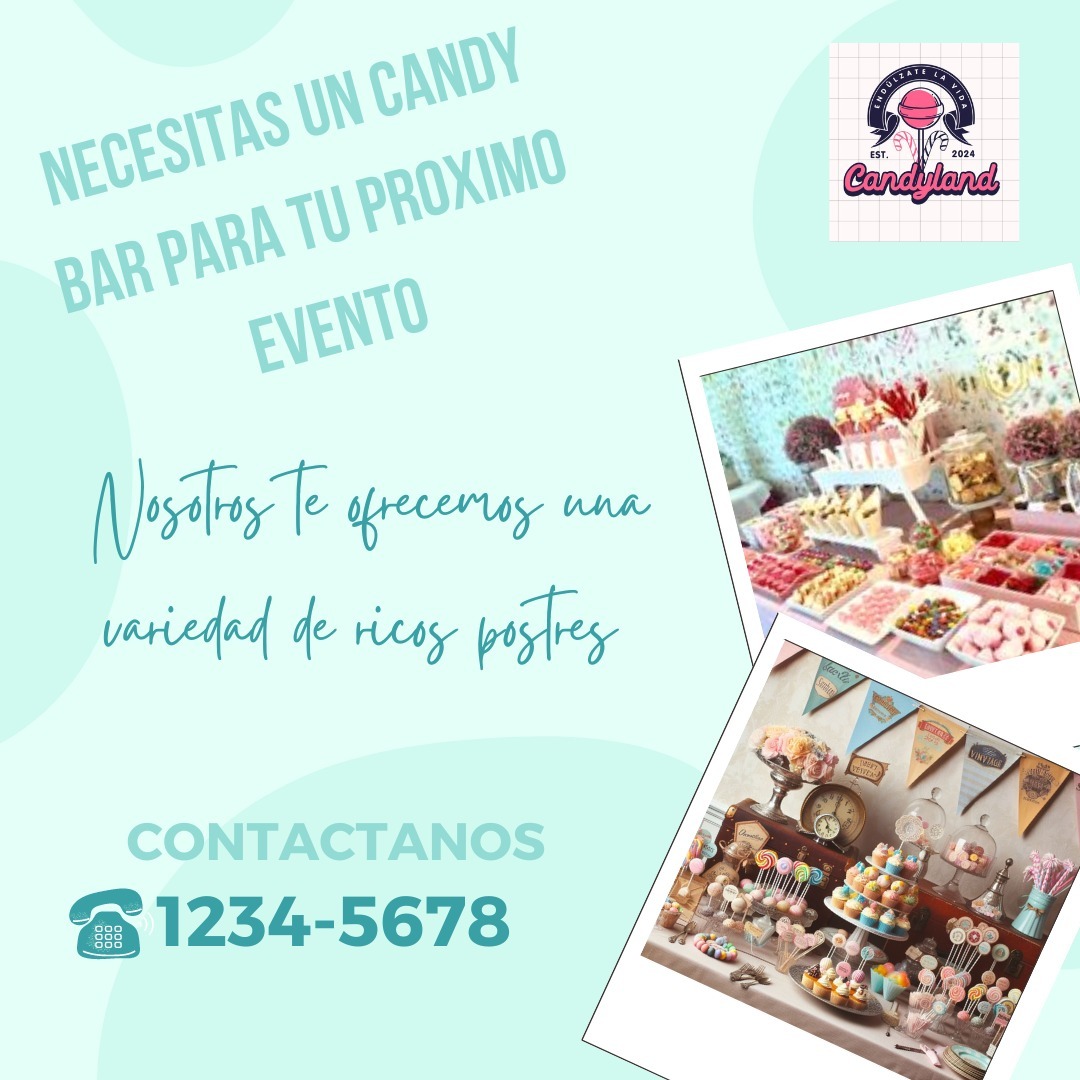 NECESITAS UN CANDY
BAR PARA TU PROXIMO
EVENTO
ENDÚLZATE LA VIDA
EST. 2024
Candyland
Nosotros te ofrecemos una
variedad de ricos postres
VINTAGE
CONTACTANOS
1234-5678